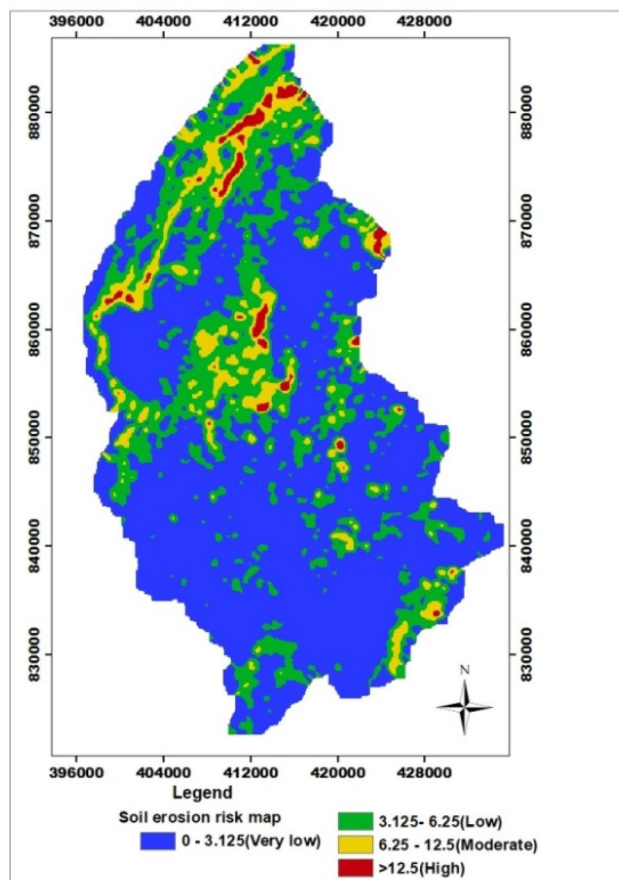 396000 404000 412000 420000 428000
880000 880000
870000 870000
860000 860000
850000 850000
840000 840000
830000 830000
N
396000 404000 412000 420000 428000
Legend
Soil erosion risk map
0 - 3.125(Very low)
3.125- 6.25(Low)
6.25 - 12.5(Moderate)
>12.5(High)